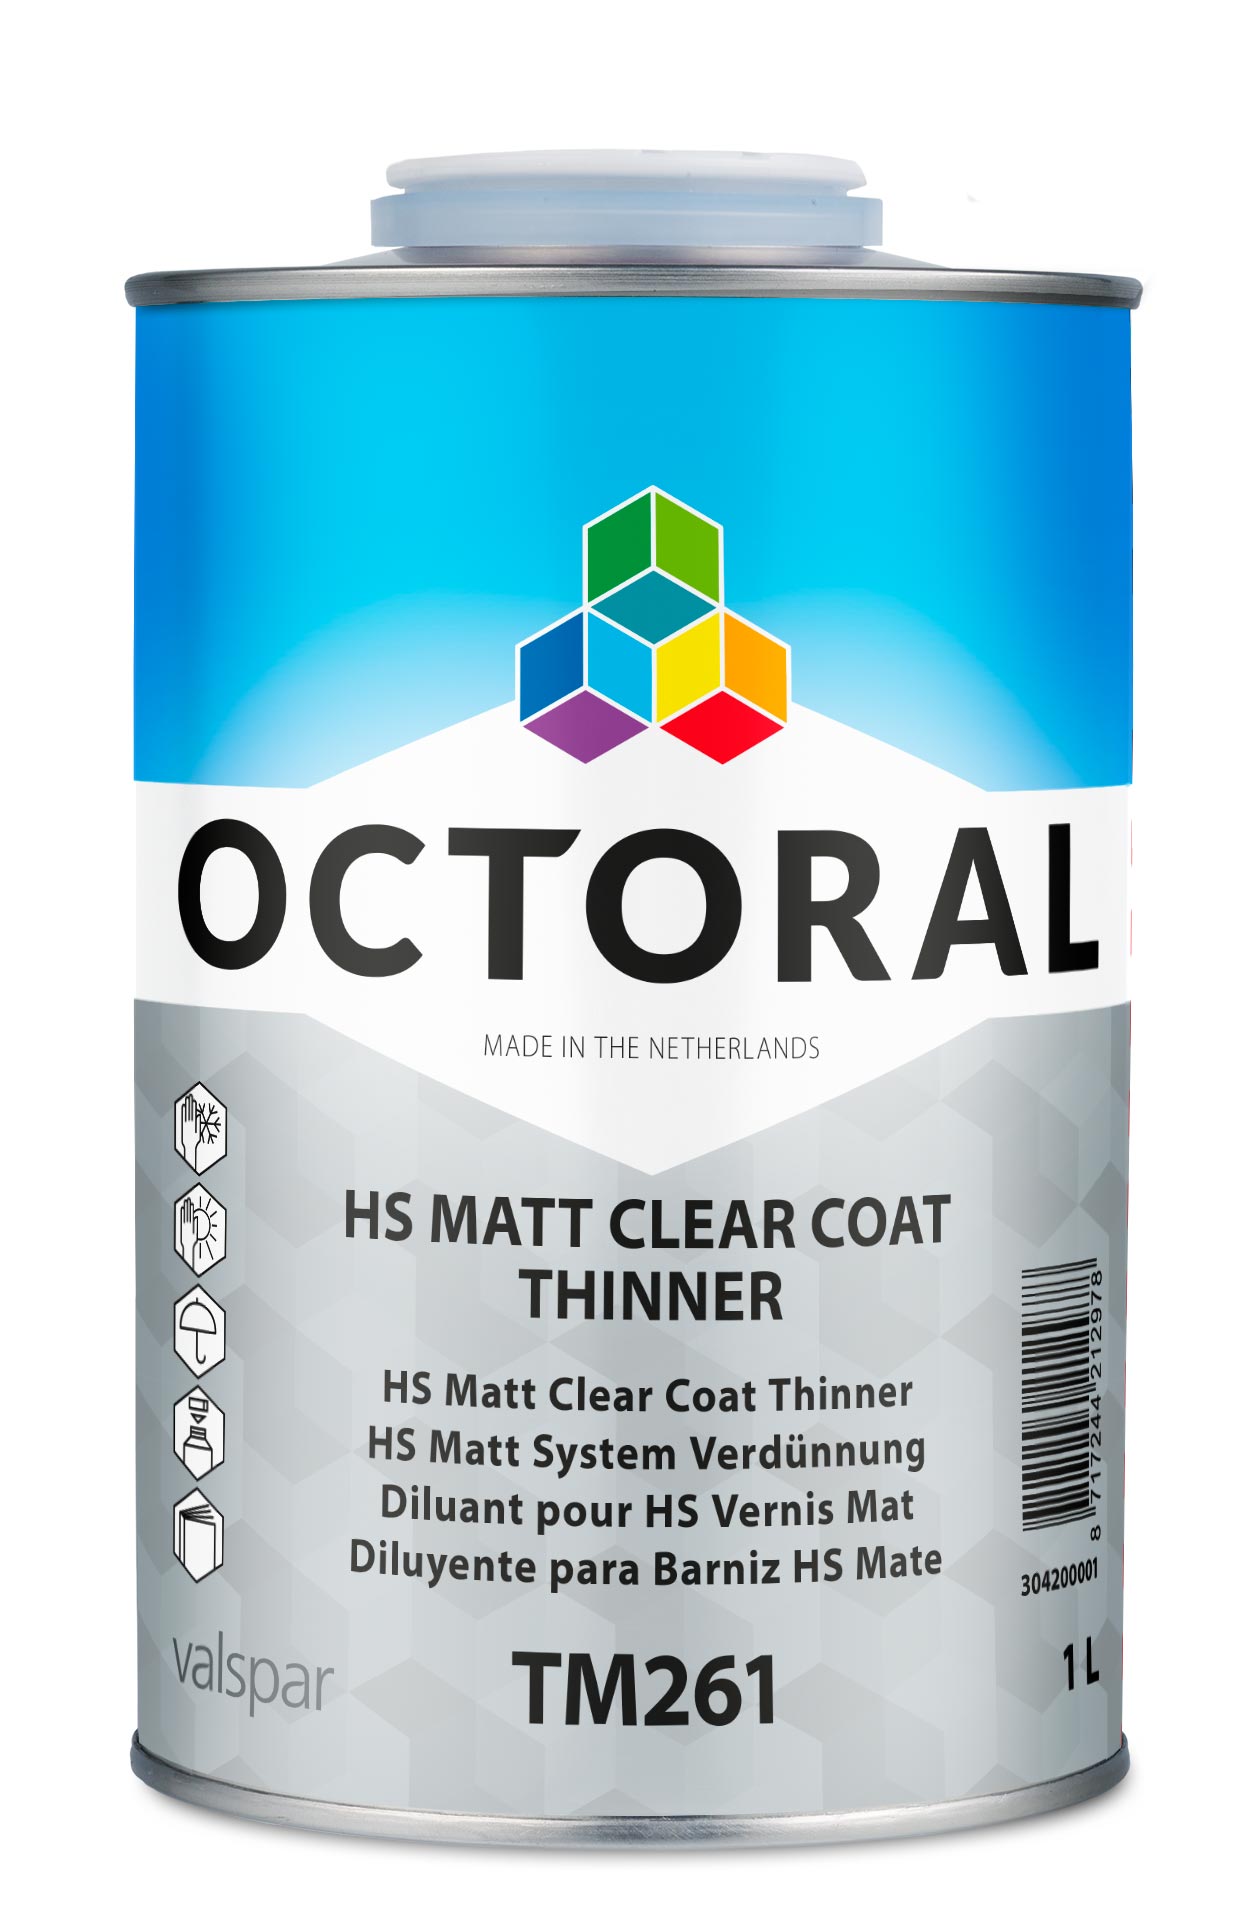 OCTORAL
MADE IN THE NETHERLANDS
HS MATT CLEAR COAT
THINNER
HS Matt Clear Coat Thinner
HS Matt System Verdünnung
Diluant pour HS Vernis Mat
Diluyente para Barniz HS Mate
8 717244 212978
304200001
valspar
TM261
1 L